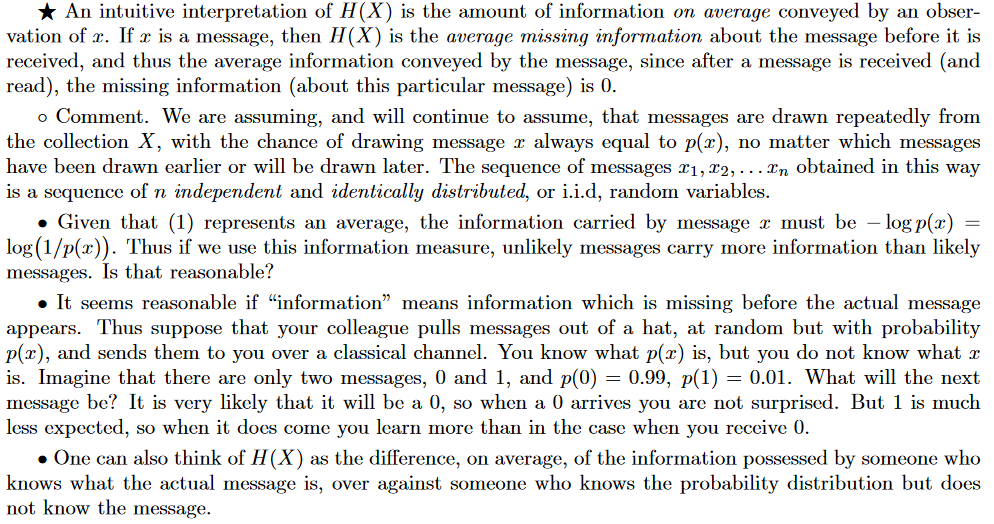 ★ An intuitive interpretation of H(X) is the amount of information on average conveyed by an obser-
vation of x. If x is a message, then H(X) is the average missing information about the message before it is
received, and thus the average information conveyed by the message, since after a message is received (and
read), the missing information (about this particular message) is 0.
◦ Comment. We are assuming, and will continue to assume, that messages are drawn repeatedly from
the collection X, with the chance of drawing message x always equal to p(x), no matter which messages
have been drawn earlier or will be drawn later. The sequence of messages x₁, x₂, . . . xₙ obtained in this way
is a sequence of n independent and identically distributed, or i.i.d, random variables.
• Given that (1) represents an average, the information carried by message x must be − log p(x) =
log(1/p(x)). Thus if we use this information measure, unlikely messages carry more information than likely
messages. Is that reasonable?
• It seems reasonable if “information” means information which is missing before the actual message
appears. Thus suppose that your colleague pulls messages out of a hat, at random but with probability
p(x), and sends them to you over a classical channel. You know what p(x) is, but you do not know what x
is. Imagine that there are only two messages, 0 and 1, and p(0) = 0.99, p(1) = 0.01. What will the next
message be? It is very likely that it will be a 0, so when a 0 arrives you are not surprised. But 1 is much
less expected, so when it does come you learn more than in the case when you receive 0.
• One can also think of H(X) as the difference, on average, of the information possessed by someone who
knows what the actual message is, over against someone who knows the probability distribution but does
not know the message.